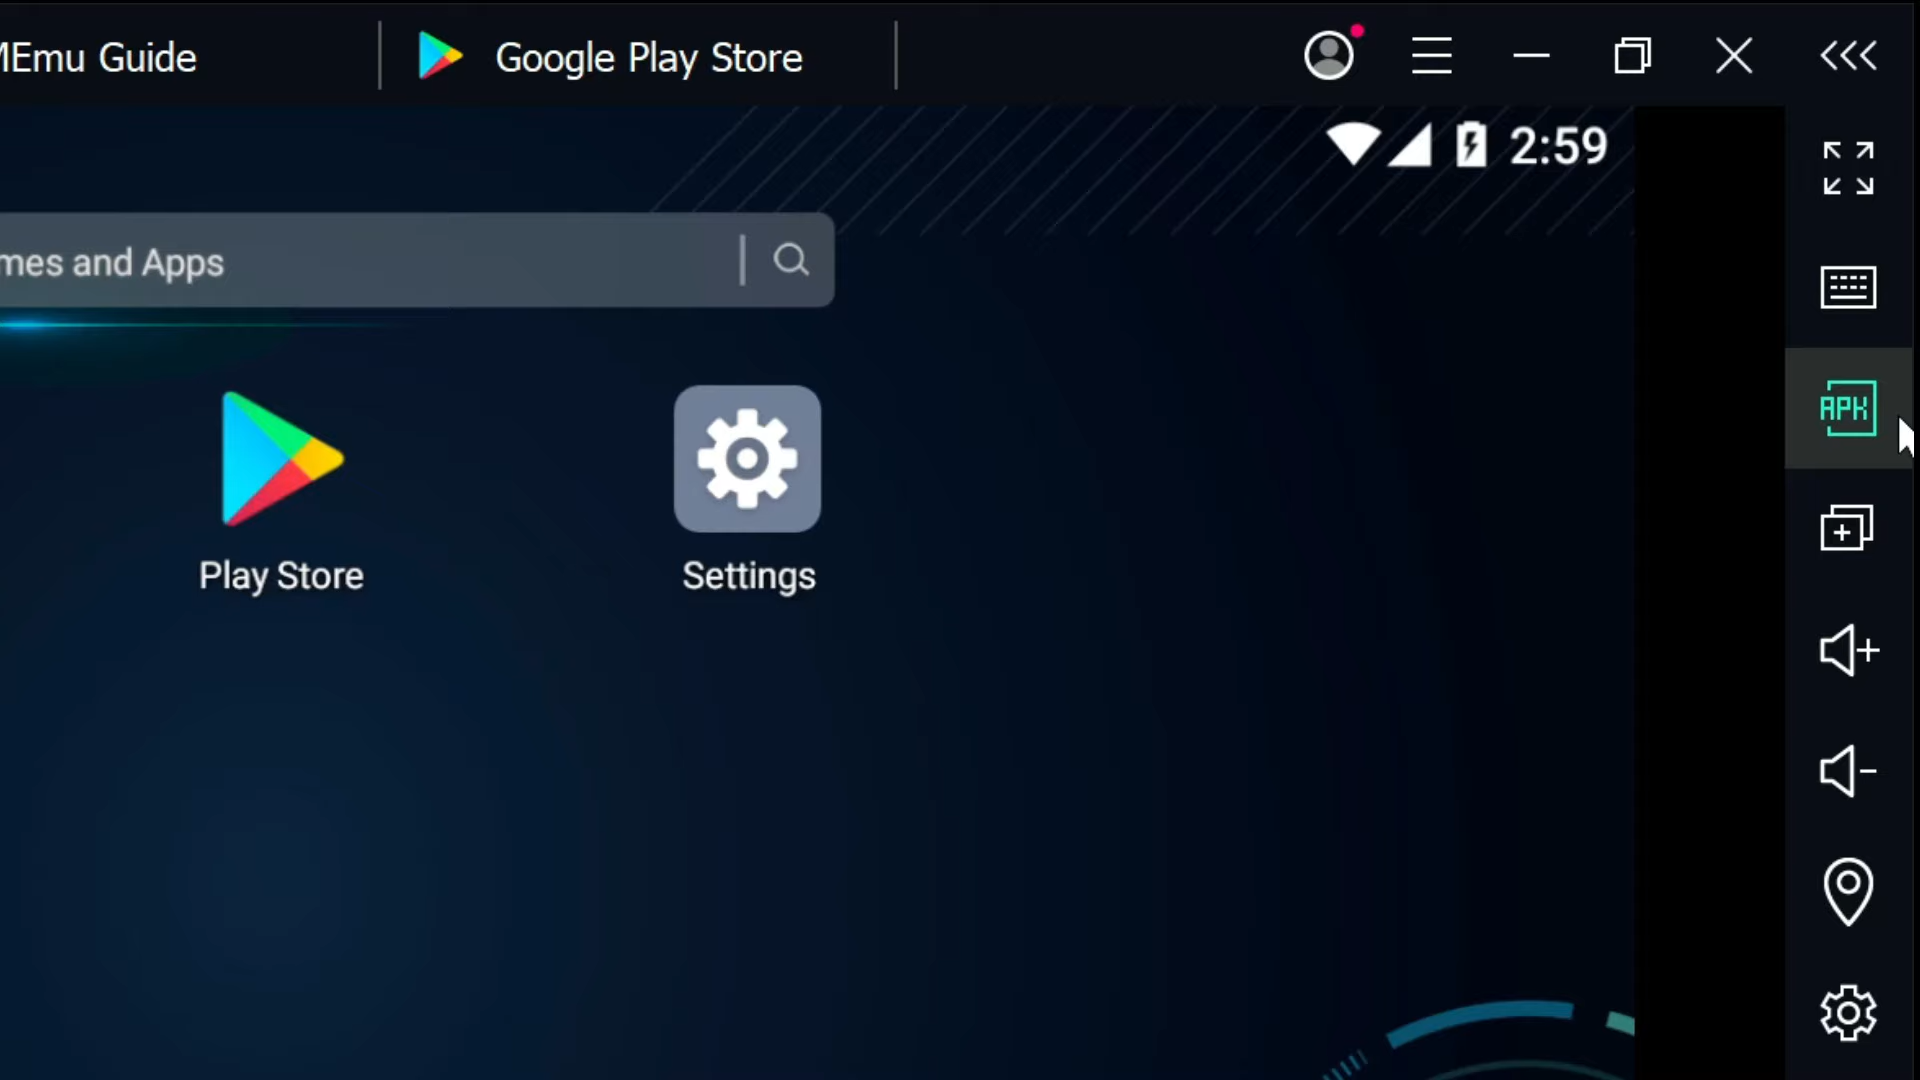 MEmu Guide
Google Play Store
2:59
mes and Apps
APK
Play Store
Settings